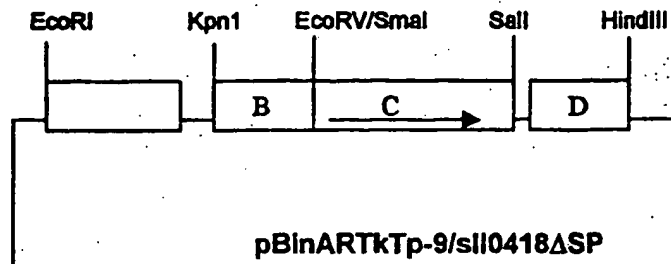 EcoRI Kpn1 EcoRV/SmaI SalI HindIII
B C D
pBinARTkTp-9/sll0418ΔSP